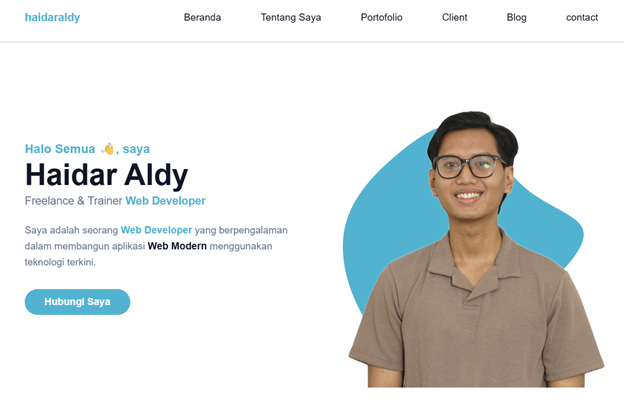 haidaraldy
Beranda
Tentang Saya
Portofolio
Client
Blog
contact
Halo Semua 👋, saya
Haidar Aldy
Freelance & Trainer Web Developer
Saya adalah seorang Web Developer yang berpengalaman
dalam membangun aplikasi Web Modern menggunakan
teknologi terkini.
Hubungi Saya